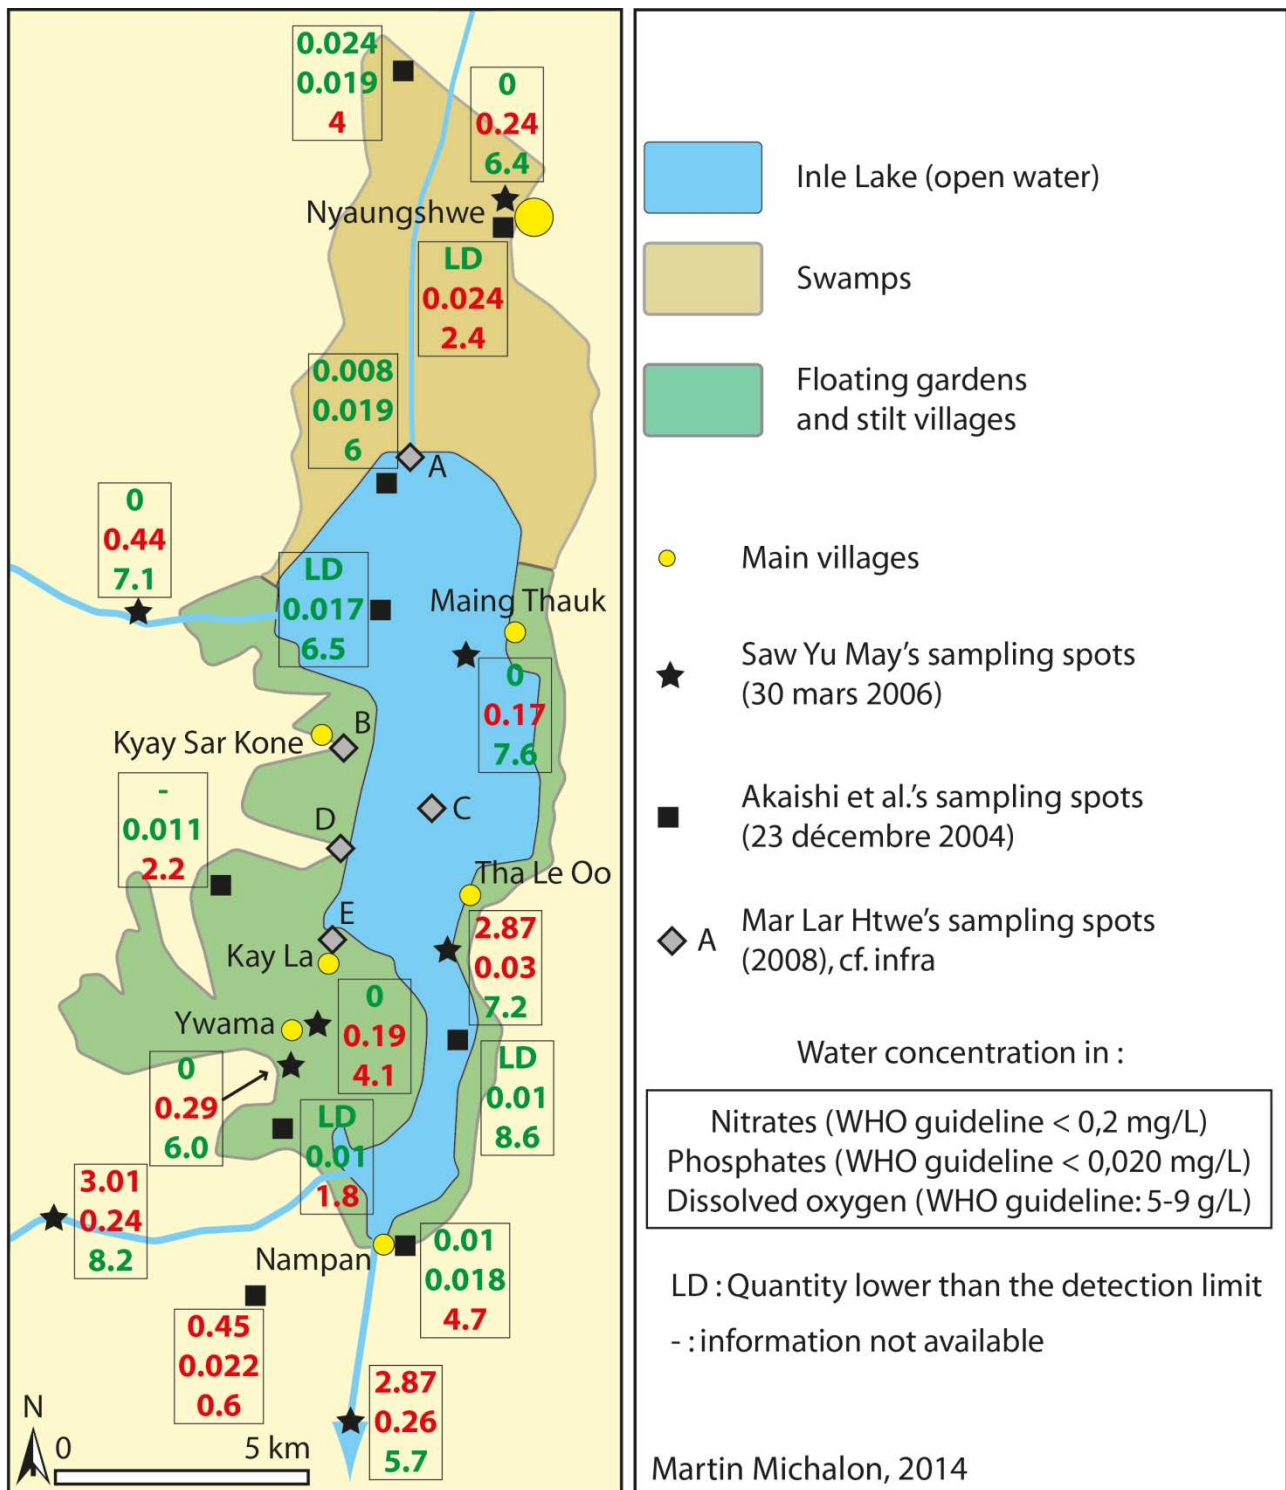 0.024
0.019
4
0
0.24
6.4
Nyaungshwe
LD
0.024
2.4
0.008
0.019
6
A
0
0.44
7.1
LD
0.017
6.5
Maing Thauk
0
0.17
7.6
B
Kyay Sar Kone
C
D
-
0.011
2.2
Tha Le Oo
E
Kay La
2.87
0.03
7.2
0
0.19
4.1
Ywama
0
0.29
6.0
LD
0.01
8.6
LD
0.01
1.8
3.01
0.24
8.2
Nampan
0.01
0.018
4.7
0.45
0.022
0.6
2.87
0.26
5.7
N
0 5 km
Inle Lake (open water)
Swamps
Floating gardens
and stilt villages
Main villages
Saw Yu May's sampling spots
(30 mars 2006)
Akaishi et al.'s sampling spots
(23 décembre 2004)
A
Mar Lar Htwe's sampling spots
(2008), cf. infra
Water concentration in :
Nitrates (WHO guideline < 0,2 mg/L)
Phosphates (WHO guideline < 0,020 mg/L)
Dissolved oxygen (WHO guideline: 5-9 g/L)
LD : Quantity lower than the detection limit
- : information not available
Martin Michalon, 2014